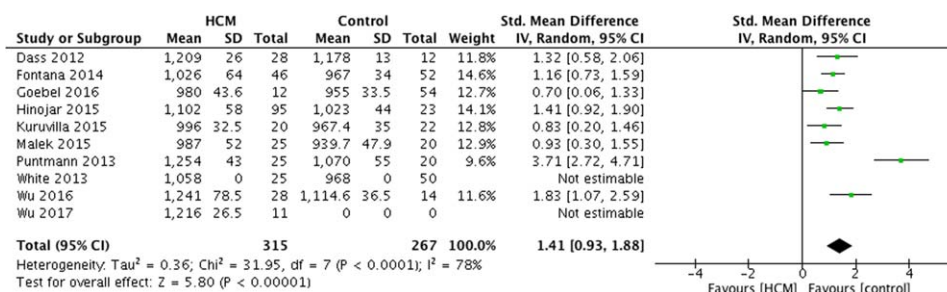 HCM Control Std. Mean Difference Std. Mean Difference
Study or Subgroup Mean SD Total Mean SD Total Weight IV, Random, 95% CI IV, Random, 95% CI
Dass 2012 1,209 26 28 1,178 13 12 11.8% 1.32 [0.58, 2.06]
Fontana 2014 1,026 64 46 967 34 52 14.6% 1.16 [0.73, 1.59]
Goebel 2016 980 43.6 12 955 33.5 54 12.7% 0.70 [0.06, 1.33]
Hinojar 2015 1,102 58 95 1,023 44 23 14.1% 1.41 [0.92, 1.90]
Kuruvilla 2015 996 32.5 20 967.4 35 22 12.8% 0.83 [0.20, 1.46]
Malek 2015 987 52 25 939.7 47.9 20 12.8% 0.93 [0.30, 1.55]
Puntmann 2013 1,254 43 25 1,070 55 20 9.6% 3.71 [2.72, 4.71]
White 2013 1,058 0 25 968 0 50 Not estimable
Wu 2016 1,241 78.5 28 1,114.6 36.5 14 11.6% 1.83 [1.07, 2.59]
Wu 2017 1,216 26.5 11 0 0 0 Not estimable
Total (95% CI) 315 267 100.0% 1.41 [0.93, 1.88]
Heterogeneity: Tau² = 0.36; Chi² = 31.95, df = 7 (P < 0.0001); I² = 78%
Test for overall effect: Z = 5.80 (P < 0.00001)
−4 −2 0 2 4
Favours [HCM] Favours [control]